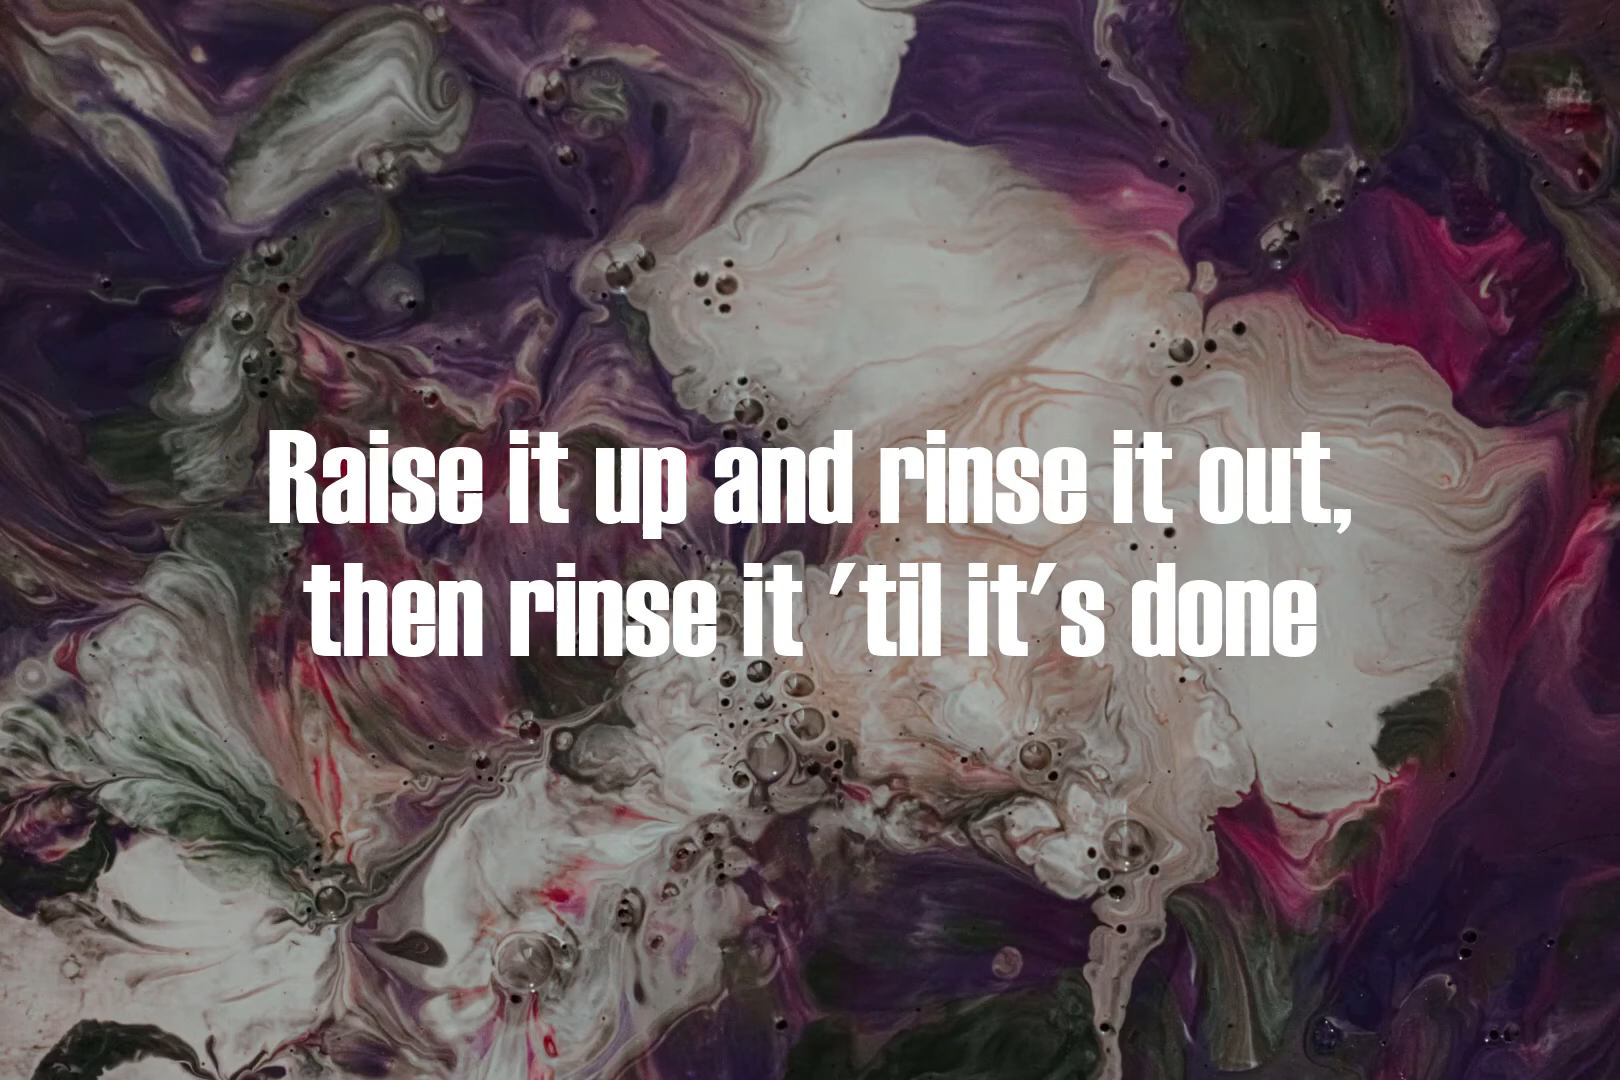 Raise it up and rinse it out,
then rinse it 'til it's done